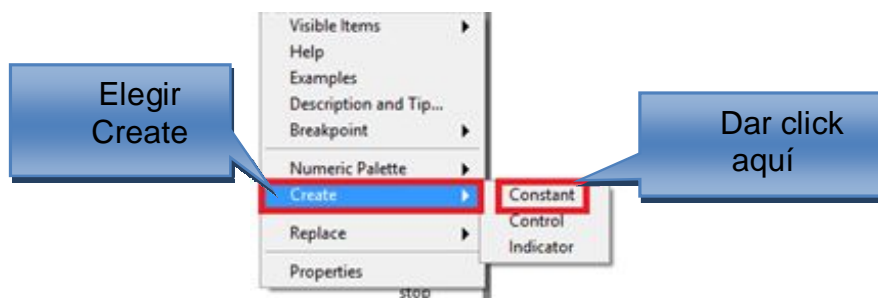 Visible Items
Help
Examples
Description and Tip...
Breakpoint
Numeric Palette
Create
Replace
Properties
stop
Constant
Control
Indicator
Elegir
Create
Dar click
aquí